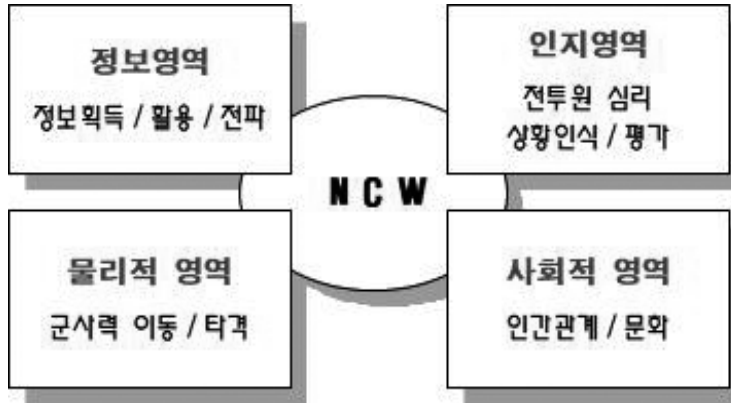 정보영역
정보획득 / 활용 / 전파
인지영역
전투원 심리
상황인식 / 평가
N C W
물리적 영역
군사력 이동 / 타격
사회적 영역
인간관계 / 문화